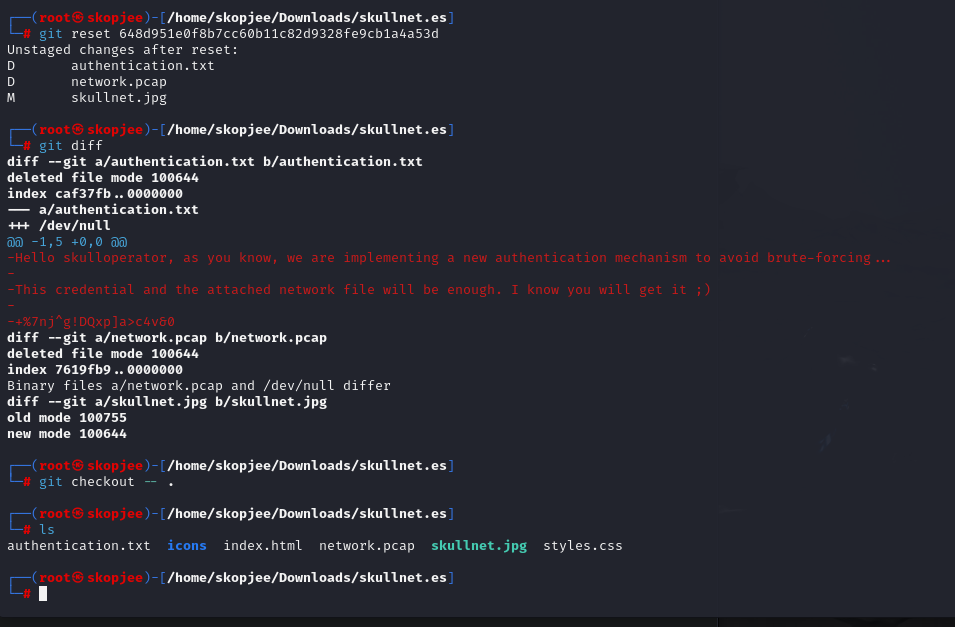 ┌──(root㉿skopjee)-[/home/skopjee/Downloads/skullnet.es]
└─# git reset 648d951e0f8b7cc60b11c82d9328fe9cb1a4a53d
Unstaged changes after reset:
D       authentication.txt
D       network.pcap
M       skullnet.jpg
┌──(root㉿skopjee)-[/home/skopjee/Downloads/skullnet.es]
└─# git diff
diff --git a/authentication.txt b/authentication.txt
deleted file mode 100644
index caf37fb..0000000
--- a/authentication.txt
+++ /dev/null
@@ -1,5 +0,0 @@
-Hello skulloperator, as you know, we are implementing a new authentication mechanism to avoid brute-forcing...
-
-This credential and the attached network file will be enough. I know you will get it ;)
-
-+%7nj^g!DQxp]a>c4v&0
diff --git a/network.pcap b/network.pcap
deleted file mode 100644
index 7619fb9..0000000
Binary files a/network.pcap and /dev/null differ
diff --git a/skullnet.jpg b/skullnet.jpg
old mode 100755
new mode 100644
┌──(root㉿skopjee)-[/home/skopjee/Downloads/skullnet.es]
└─# git checkout -- .
┌──(root㉿skopjee)-[/home/skopjee/Downloads/skullnet.es]
└─# ls
authentication.txt  icons  index.html  network.pcap  skullnet.jpg  styles.css
┌──(root㉿skopjee)-[/home/skopjee/Downloads/skullnet.es]
└─#